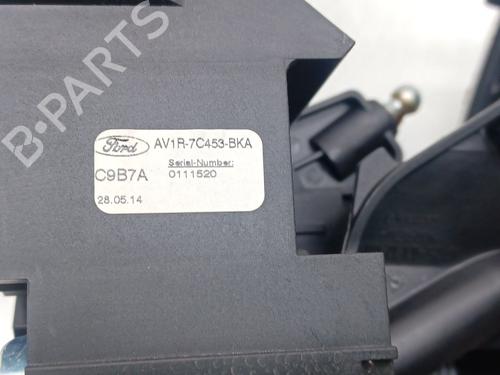 B-PARTS
Ford AV1R-7C453-BKA
Serial-Number:
C9B7A 0111520
28.05.14